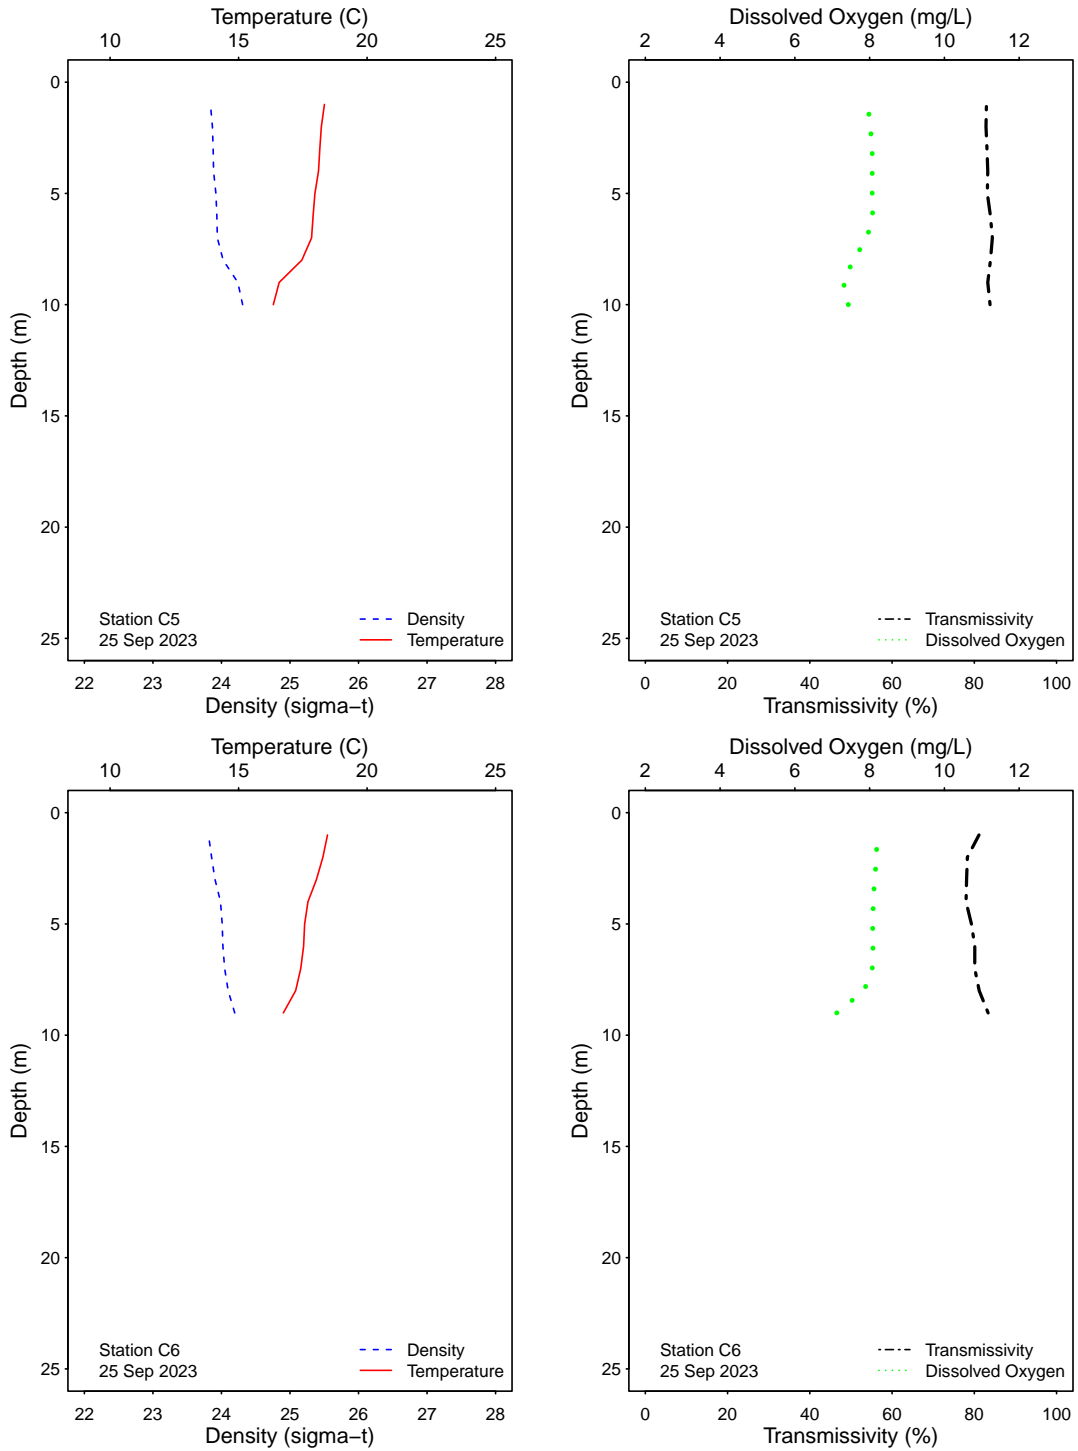 Temperature (C)
10 15 20 25
0
5
10
15
20
25
Depth (m)
Station C5
25 Sep 2023
Density
Temperature
22 23 24 25 26 27 28
Density (sigma−t)
Dissolved Oxygen (mg/L)
2 4 6 8 10 12
0
5
10
15
20
25
Depth (m)
Station C5
25 Sep 2023
Transmissivity
Dissolved Oxygen
0 20 40 60 80 100
Transmissivity (%)
Temperature (C)
10 15 20 25
0
5
10
15
20
25
Depth (m)
Station C6
25 Sep 2023
Density
Temperature
22 23 24 25 26 27 28
Density (sigma−t)
Dissolved Oxygen (mg/L)
2 4 6 8 10 12
0
5
10
15
20
25
Depth (m)
Station C6
25 Sep 2023
Transmissivity
Dissolved Oxygen
0 20 40 60 80 100
Transmissivity (%)